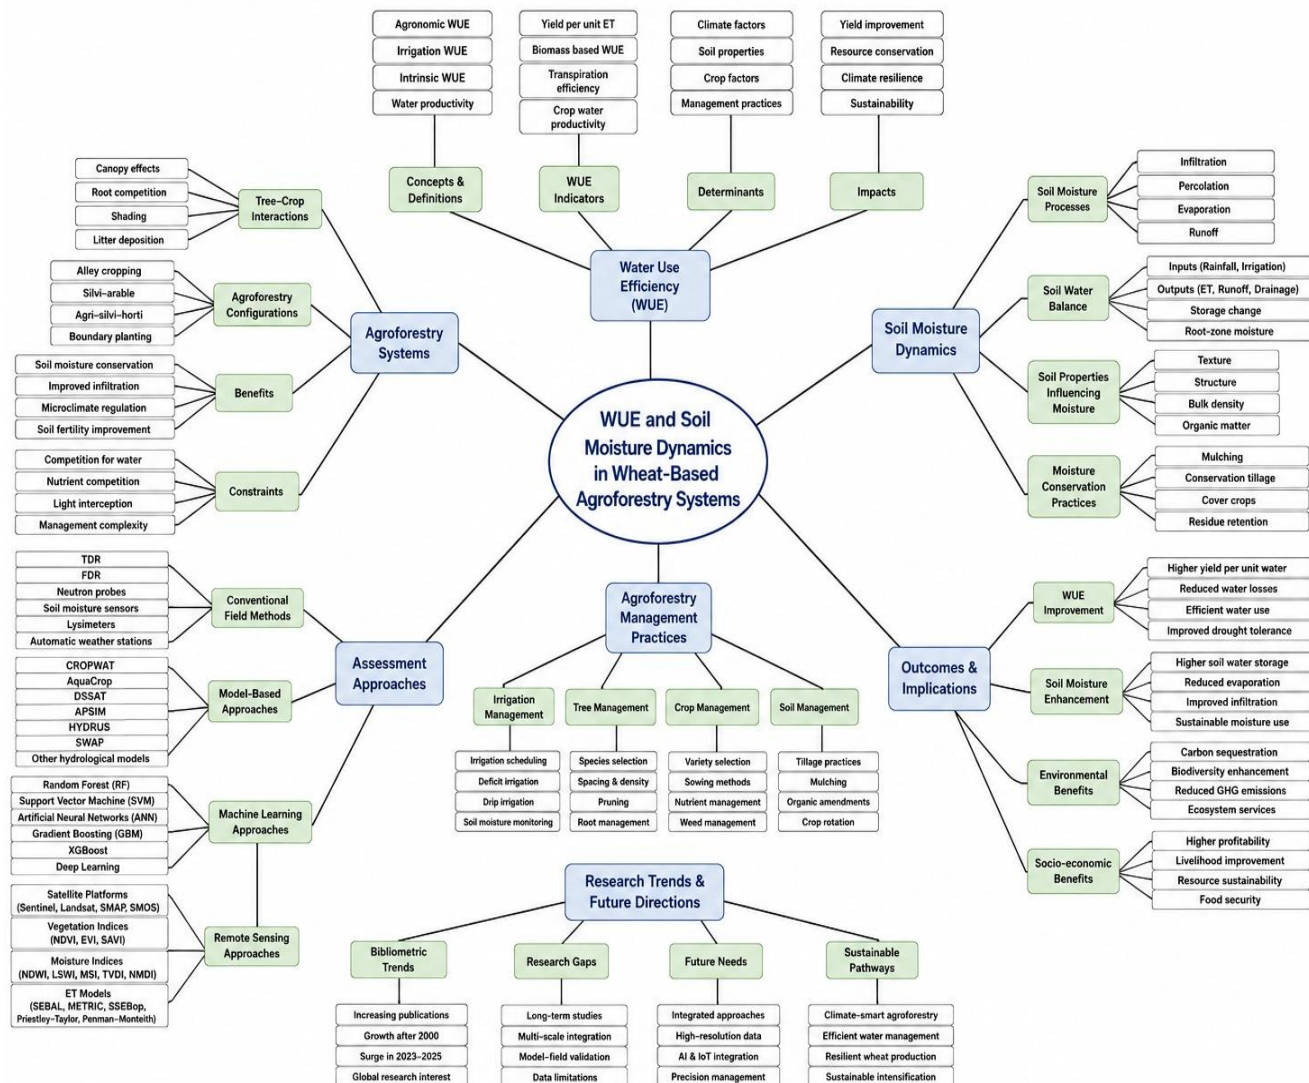 WUE and Soil
Moisture Dynamics
in Wheat-Based
Agroforestry Systems
Water Use
Efficiency
(WUE)
Concepts &
Definitions
Agronomic WUE
Irrigation WUE
Intrinsic WUE
Water productivity
WUE
Indicators
Yield per unit ET
Biomass based WUE
Transpiration
efficiency
Crop water
productivity
Determinants
Climate factors
Soil properties
Crop factors
Management practices
Impacts
Yield improvement
Resource conservation
Climate resilience
Sustainability
Soil Moisture
Dynamics
Soil Moisture
Processes
Infiltration
Percolation
Evaporation
Runoff
Soil Water
Balance
Inputs (Rainfall, Irrigation)
Outputs (ET, Runoff, Drainage)
Storage change
Root-zone moisture
Soil Properties
Influencing
Moisture
Texture
Structure
Bulk density
Organic matter
Moisture
Conservation
Practices
Mulching
Conservation tillage
Cover crops
Residue retention
Agroforestry
Systems
Tree–Crop
Interactions
Canopy effects
Root competition
Shading
Litter deposition
Agroforestry
Configurations
Alley cropping
Silvi–arable
Agri–silvi–horti
Boundary planting
Benefits
Soil moisture conservation
Improved infiltration
Microclimate regulation
Soil fertility improvement
Constraints
Competition for water
Nutrient competition
Light interception
Management complexity
Assessment
Approaches
Conventional
Field Methods
TDR
FDR
Neutron probes
Soil moisture sensors
Lysimeters
Automatic weather stations
Model-Based
Approaches
CROPWAT
AquaCrop
DSSAT
APSIM
HYDRUS
SWAP
Other hydrological models
Machine Learning
Approaches
Random Forest (RF)
Support Vector Machine (SVM)
Artificial Neural Networks (ANN)
Gradient Boosting (GBM)
XGBoost
Deep Learning
Remote Sensing
Approaches
Satellite Platforms
(Sentinel, Landsat, SMAP, SMOS)
Vegetation Indices
(NDVI, EVI, SAVI)
Moisture Indices
(NDWI, LSWI, MSI, TVDI, NMDI)
ET Models
(SEBAL, METRIC, SSEBop,
Priestley–Taylor, Penman-Monteith)
Agroforestry
Management
Practices
Irrigation
Management
Irrigation scheduling
Deficit irrigation
Drip irrigation
Soil moisture monitoring
Tree Management
Species selection
Spacing & density
Pruning
Root management
Crop Management
Variety selection
Sowing methods
Nutrient management
Weed management
Soil Management
Tillage practices
Mulching
Organic amendments
Crop rotation
Outcomes &
Implications
WUE
Improvement
Higher yield per unit water
Reduced water losses
Efficient water use
Improved drought tolerance
Soil Moisture
Enhancement
Higher soil water storage
Reduced evaporation
Improved infiltration
Sustainable moisture use
Environmental
Benefits
Carbon sequestration
Biodiversity enhancement
Reduced GHG emissions
Ecosystem services
Socio-economic
Benefits
Higher profitability
Livelihood improvement
Resource sustainability
Food security
Research Trends &
Future Directions
Bibliometric
Trends
Increasing publications
Growth after 2000
Surge in 2023–2025
Global research interest
Research Gaps
Long-term studies
Multi-scale integration
Model-field validation
Data limitations
Future Needs
Integrated approaches
High-resolution data
AI & IoT integration
Precision management
Sustainable
Pathways
Climate-smart agroforestry
Efficient water management
Resilient wheat production
Sustainable intensification